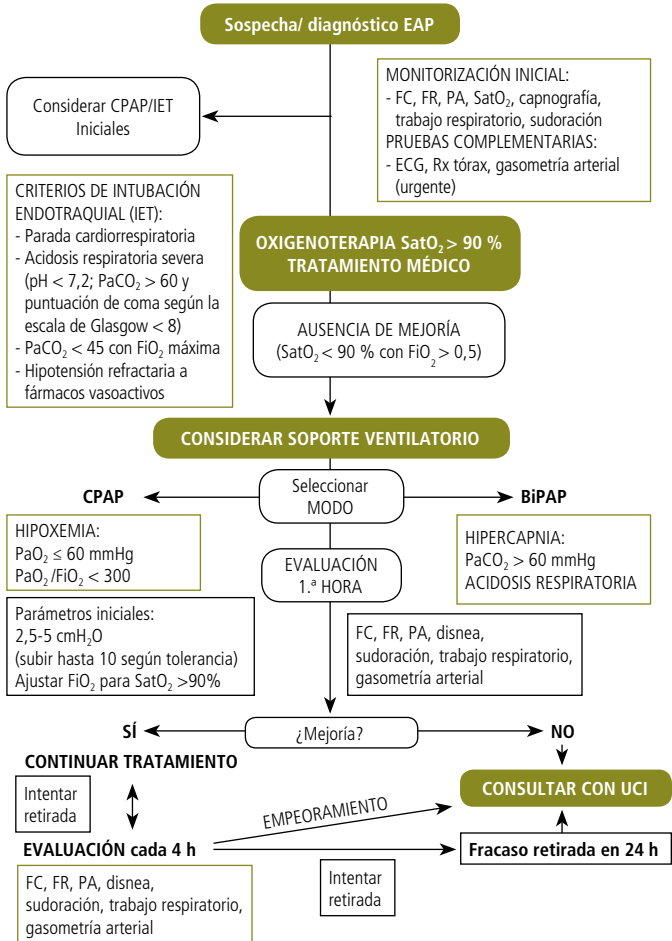 Sospecha/ diagnóstico EAP
Considerar CPAP/IET
Iniciales
MONITORIZACIÓN INICIAL:
- FC, FR, PA, SatO₂, capnografía,
trabajo respiratorio, sudoración
PRUEBAS COMPLEMENTARIAS:
- ECG, Rx tórax, gasometría arterial
(urgente)
CRITERIOS DE INTUBACIÓN
ENDOTRAQUIAL (IET):
- Parada cardiorrespiratoria
- Acidosis respiratoria severa
(pH < 7,2; PaCO₂ > 60 y
puntuación de coma según la
escala de Glasgow < 8)
- PaCO₂ < 45 con FiO₂ máxima
- Hipotensión refractaria a
fármacos vasoactivos
OXIGENOTERAPIA SatO₂ > 90 %
TRATAMIENTO MÉDICO
AUSENCIA DE MEJORÍA
(SatO₂ < 90 % con FiO₂ > 0,5)
CONSIDERAR SOPORTE VENTILATORIO
CPAP
Seleccionar
MODO
BiPAP
HIPOXEMIA:
PaO₂ ≤ 60 mmHg
PaO₂/FiO₂ < 300
EVALUACIÓN
1.ª HORA
HIPERCAPNIA:
PaCO₂ > 60 mmHg
ACIDOSIS RESPIRATORIA
Parámetros iniciales:
2,5-5 cmH₂O
(subir hasta 10 según tolerancia)
Ajustar FiO₂ para SatO₂ >90%
FC, FR, PA, disnea,
sudoración, trabajo respiratorio,
gasometría arterial
SÍ
¿Mejoría?
NO
CONTINUAR TRATAMIENTO
Intentar
retirada
CONSULTAR CON UCI
EMPEORAMIENTO
EVALUACIÓN cada 4 h
Fracaso retirada en 24 h
Intentar
retirada
FC, FR, PA, disnea,
sudoración, trabajo respiratorio,
gasometría arterial